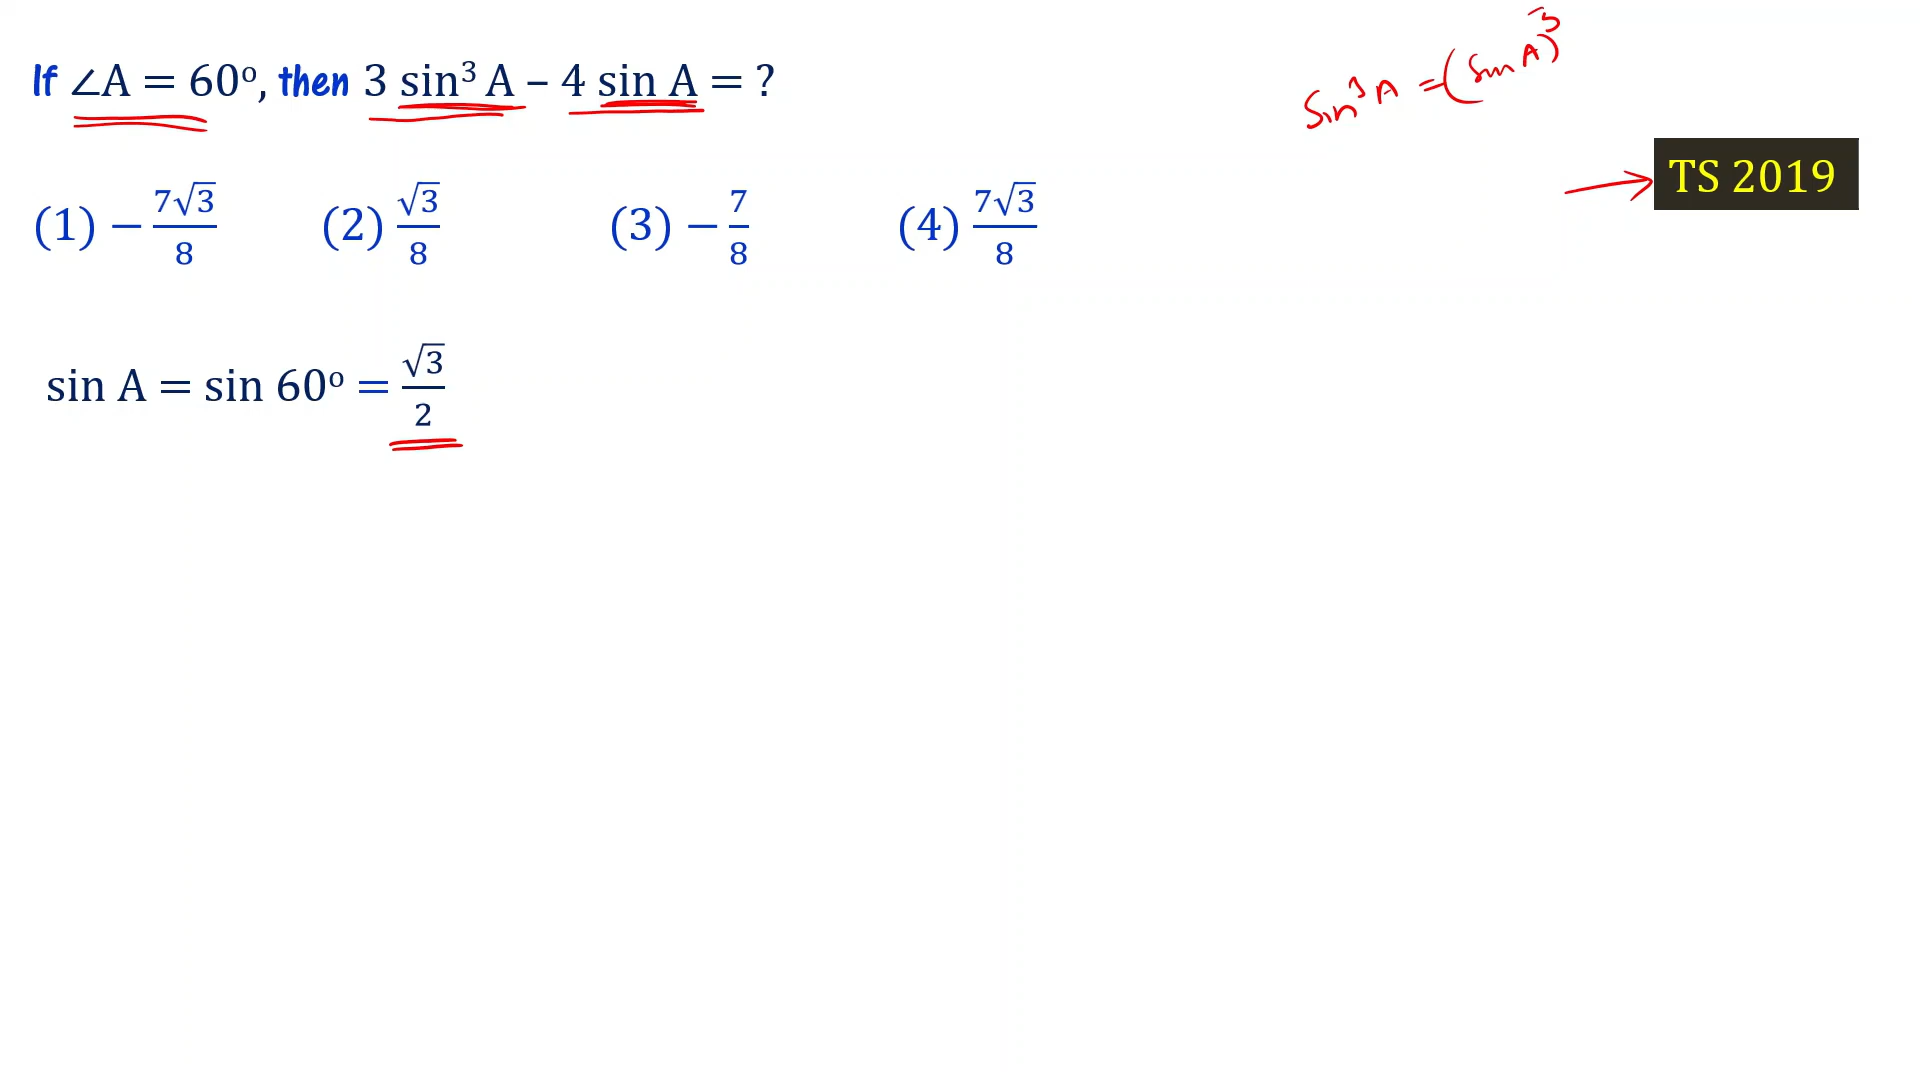 sin³ A = (sin A)³
If ∠A = 60°, then 3 sin³ A – 4 sin A = ?
TS 2019
(1) – 7√3/8 (2) √3/8 (3) – 7/8 (4) 7√3/8
sin A = sin 60° = √3/2